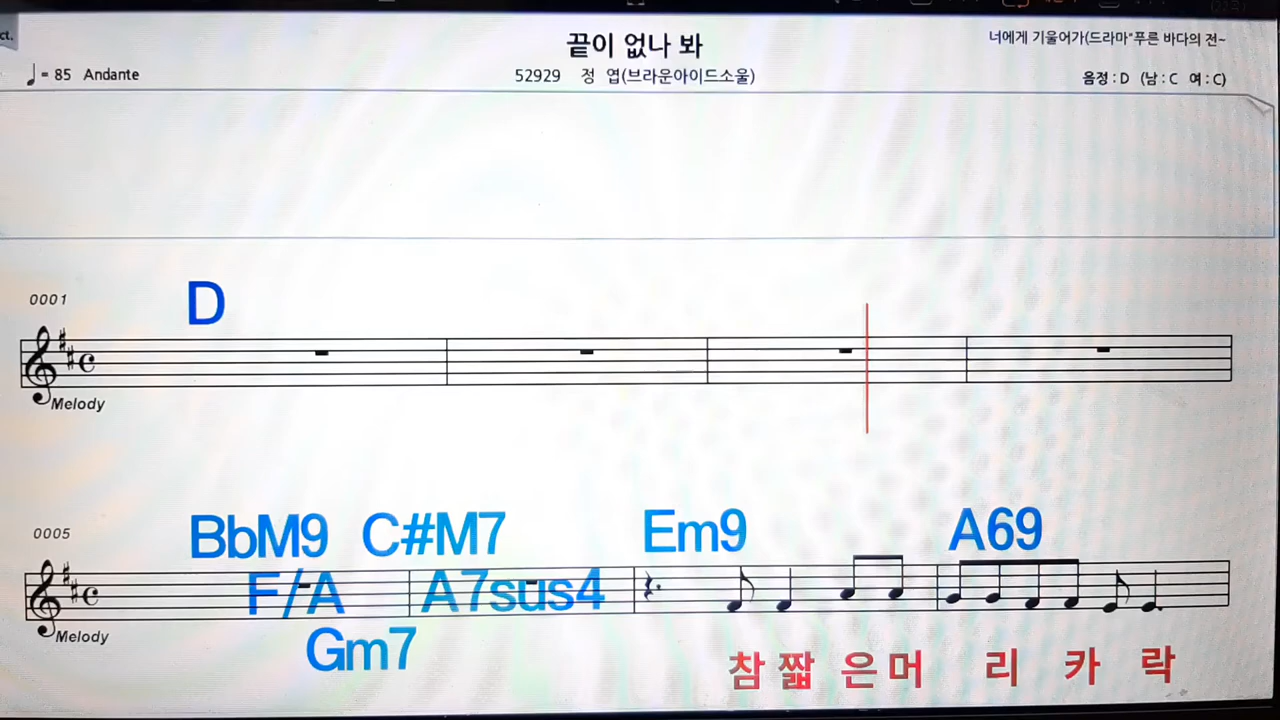 ct.
끝이 없나 봐
너에게 기울어가(드라마"푸른 바다의 전~
♩= 85 Andante
52929 정 엽(브라운아이드소울)
음정 : D (남 : C 여 : C)
0001
D
Melody
0005
BbM9 C#M7 Em9 A69
F/A A7sus4
Melody
Gm7
참 짧 은 머 리 카 락